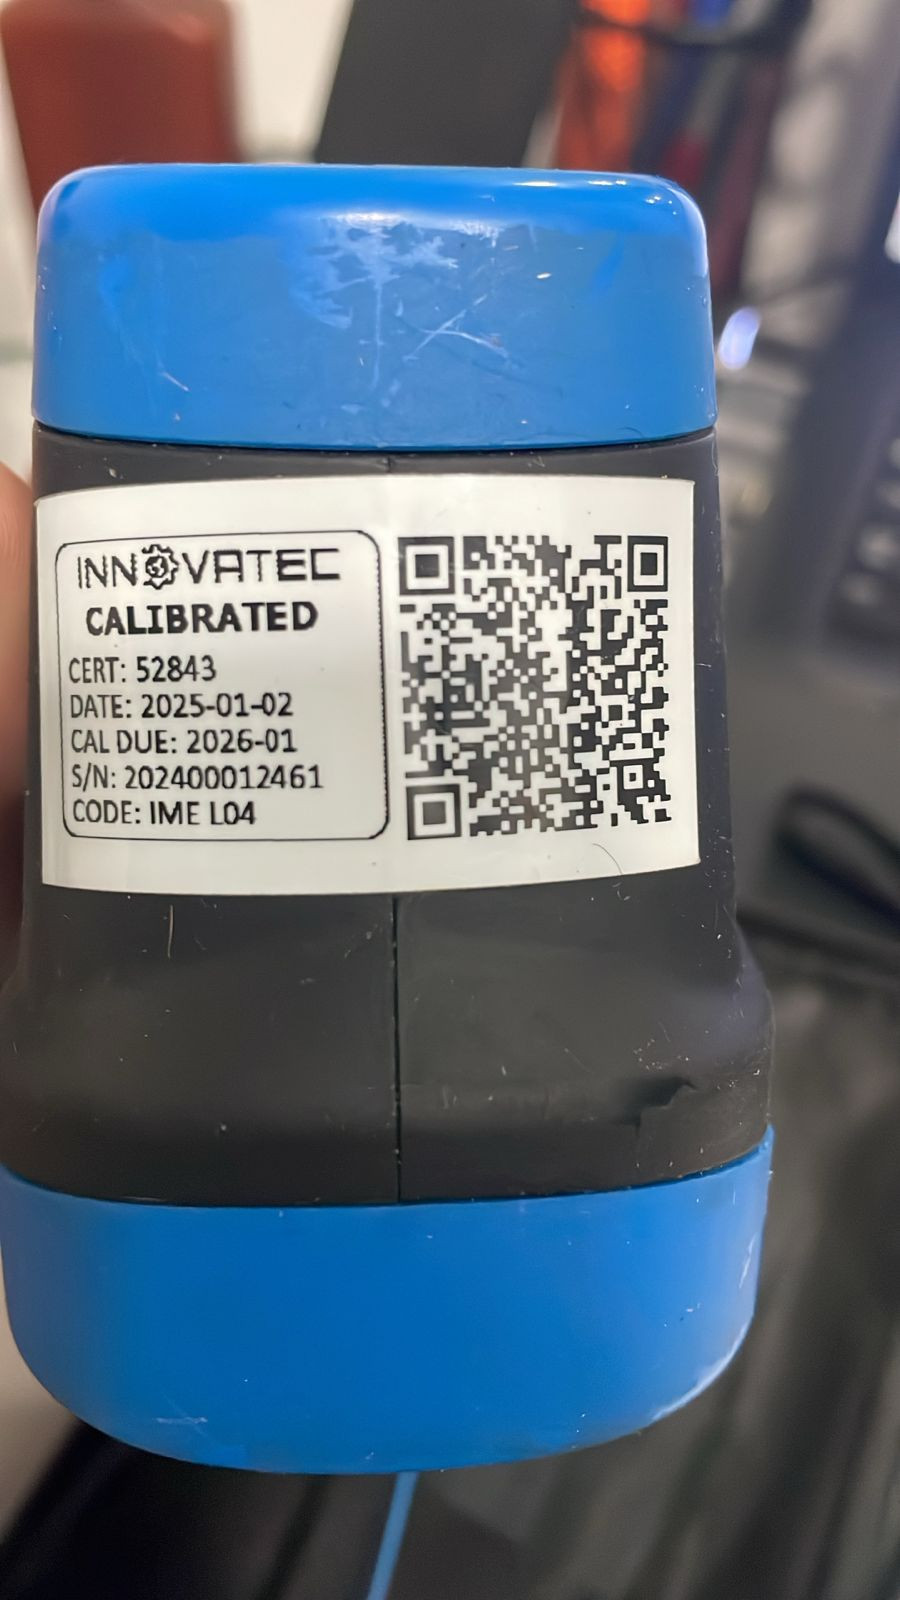 INNOVATEC
CALIBRATED
CERT: 52843
DATE: 2025-01-02
CAL DUE: 2026-01
S/N: 202400012461
CODE: IME L04